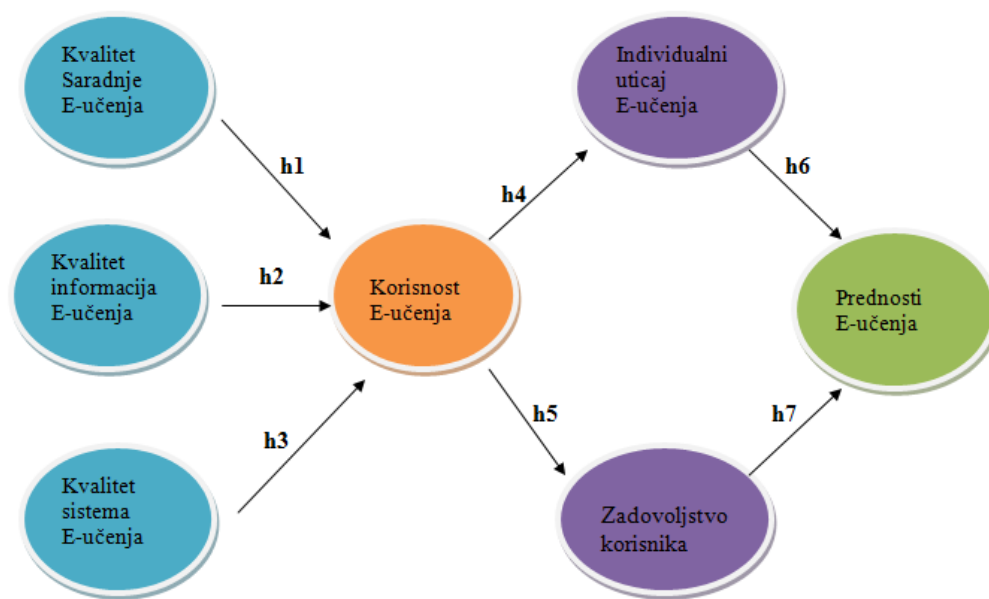 Kvalitet
Saradnje
E-učenja
h1
Kvalitet
informacija
E-učenja
h2
Kvalitet
sistema
E-učenja
h3
Korisnost
E-učenja
h4
h5
Individualni
uticaj
E-učenja
h6
Zadovoljstvo
korisnika
h7
Prednosti
E-učenja